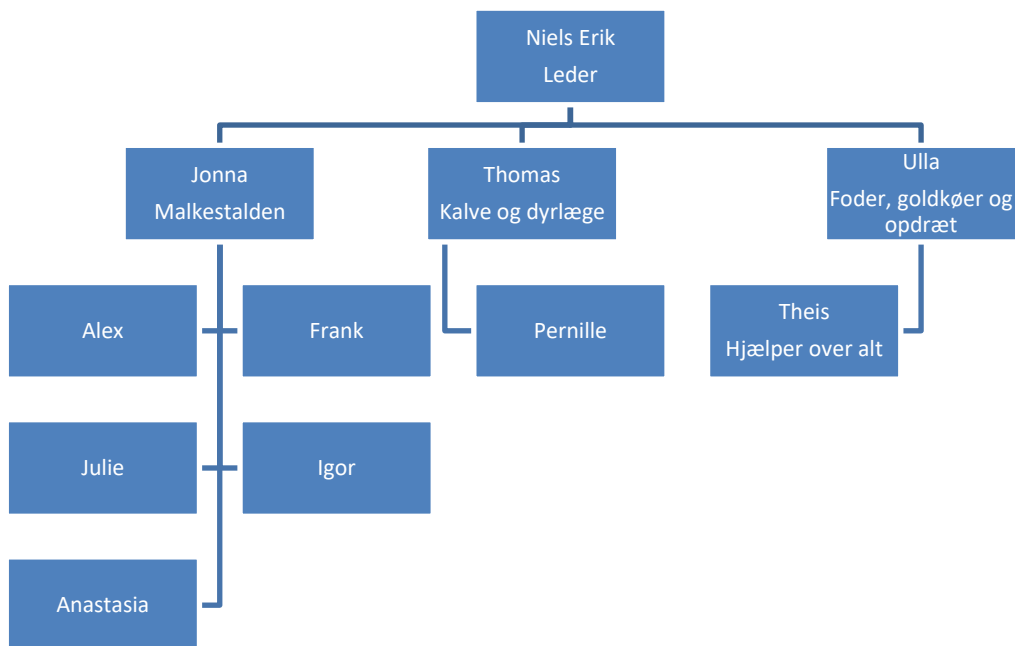 Niels Erik
Leder
Jonna
Malkestalden
Thomas
Kalve og dyrlæge
Ulla
Foder, goldkøer og
opdræt
Alex
Frank
Pernille
Theis
Hjælper over alt
Julie
Igor
Anastasia